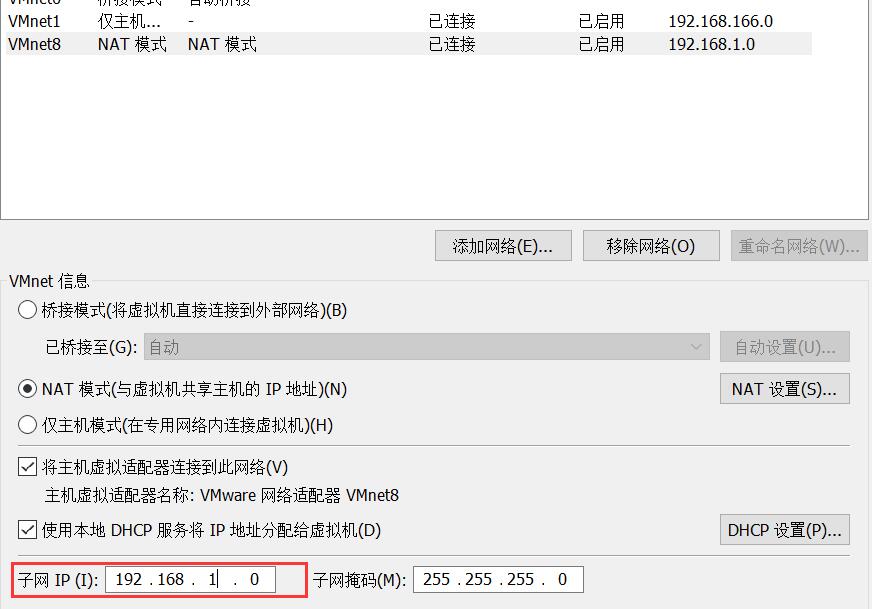 VMnet1 仅主机... - 已连接 已启用 192.168.166.0
VMnet8 NAT 模式 NAT 模式 已连接 已启用 192.168.1.0
添加网络(E)... 移除网络(O) 重命名网络(W)...
VMnet 信息
桥接模式(将虚拟机直接连接到外部网络)(B)
已桥接至(G): 自动 自动设置(U)...
NAT 模式(与虚拟机共享主机的 IP 地址)(N) NAT 设置(S)...
仅主机模式(在专用网络内连接虚拟机)(H)
将主机虚拟适配器连接到此网络(V)
主机虚拟适配器名称: VMware 网络适配器 VMnet8
使用本地 DHCP 服务将 IP 地址分配给虚拟机(D) DHCP 设置(P)...
子网 IP (I): 192 . 168 . 1 . 0 子网掩码(M): 255 . 255 . 255 . 0